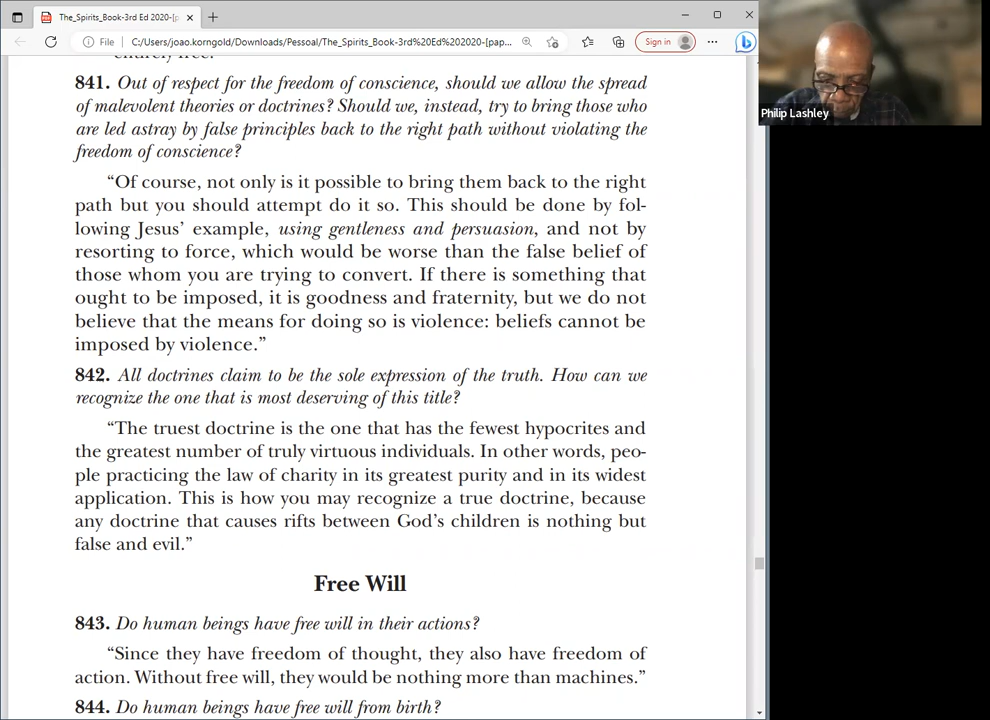 The_Spirits_Book-3rd Ed 2020-[p
File
C:/Users/joao.korngold/Downloads/Pessoal/The_Spirits_Book-3rd%20Ed%202020-[pap...
Sign in
Philip Lashley
entirely free.
841. Out of respect for the freedom of conscience, should we allow the spread
of malevolent theories or doctrines? Should we, instead, try to bring those who
are led astray by false principles back to the right path without violating the
freedom of conscience?
“Of course, not only is it possible to bring them back to the right
path but you should attempt do it so. This should be done by fol-
lowing Jesus’ example, using gentleness and persuasion, and not by
resorting to force, which would be worse than the false belief of
those whom you are trying to convert. If there is something that
ought to be imposed, it is goodness and fraternity, but we do not
believe that the means for doing so is violence: beliefs cannot be
imposed by violence.”
842. All doctrines claim to be the sole expression of the truth. How can we
recognize the one that is most deserving of this title?
“The truest doctrine is the one that has the fewest hypocrites and
the greatest number of truly virtuous individuals. In other words, peo-
ple practicing the law of charity in its greatest purity and in its widest
application. This is how you may recognize a true doctrine, because
any doctrine that causes rifts between God’s children is nothing but
false and evil.”
Free Will
843. Do human beings have free will in their actions?
“Since they have freedom of thought, they also have freedom of
action. Without free will, they would be nothing more than machines.”
844. Do human beings have free will from birth?